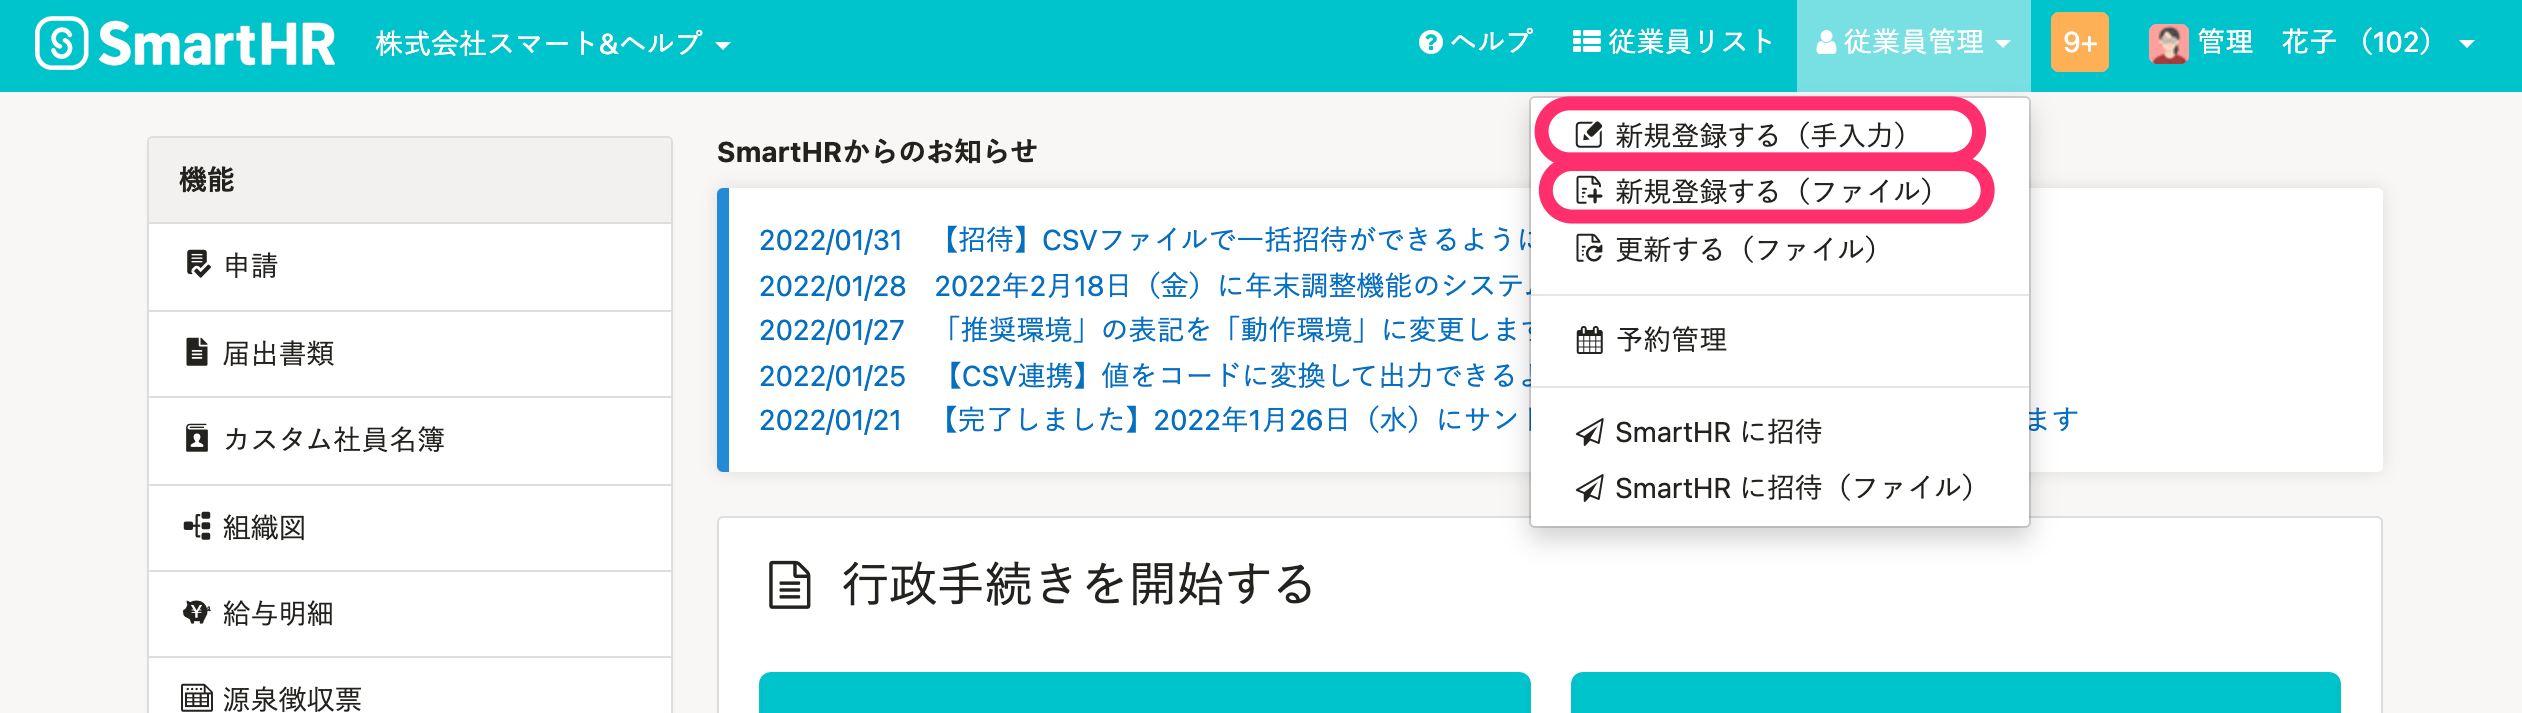 SmartHR 株式会社スマート&ヘルプ ヘルプ 従業員リスト 従業員管理 9+ 管理 花子 （102）
機能
申請
届出書類
カスタム社員名簿
組織図
給与明細
源泉徴収票
SmartHRからのお知らせ
2022/01/31 【招待】CSVファイルで一括招待ができるように
2022/01/28 2022年2月18日（金）に年末調整機能のシステム
2022/01/27 「推奨環境」の表記を「動作環境」に変更します
2022/01/25 【CSV連携】値をコードに変換して出力できるよ
2022/01/21 【完了しました】2022年1月26日（水）にサント ます
新規登録する（手入力）
新規登録する（ファイル）
更新する（ファイル）
予約管理
SmartHR に招待
SmartHR に招待（ファイル）
行政手続きを開始する